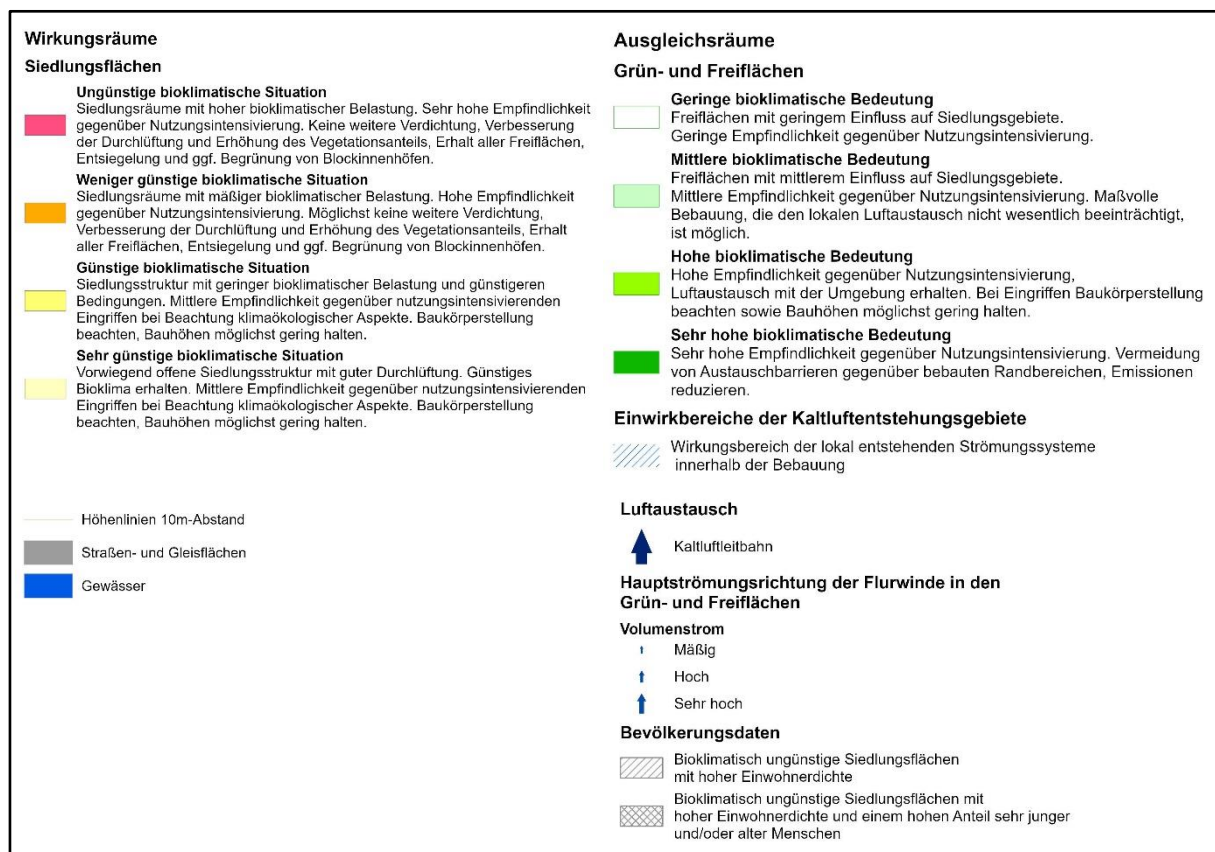 Wirkungsräume
Siedlungsflächen
Ungünstige bioklimatische Situation
Siedlungsräume mit hoher bioklimatischer Belastung. Sehr hohe Empfindlichkeit
gegenüber Nutzungsintensivierung. Keine weitere Verdichtung, Verbesserung
der Durchlüftung und Erhöhung des Vegetationsanteils, Erhalt aller Freiflächen,
Entsiegelung und ggf. Begrünung von Blockinnenhöfen.
Weniger günstige bioklimatische Situation
Siedlungsräume mit mäßiger bioklimatischer Belastung. Hohe Empfindlichkeit
gegenüber Nutzungsintensivierung. Möglichst keine weitere Verdichtung,
Verbesserung der Durchlüftung und Erhöhung des Vegetationsanteils, Erhalt
aller Freiflächen, Entsiegelung und ggf. Begrünung von Blockinnenhöfen.
Günstige bioklimatische Situation
Siedlungsstruktur mit geringer bioklimatischer Belastung und günstigeren
Bedingungen. Mittlere Empfindlichkeit gegenüber nutzungsintensivierenden
Eingriffen bei Beachtung klimaökologischer Aspekte. Baukörperstellung
beachten, Bauhöhen möglichst gering halten.
Sehr günstige bioklimatische Situation
Vorwiegend offene Siedlungsstruktur mit guter Durchlüftung. Günstiges
Bioklima erhalten. Mittlere Empfindlichkeit gegenüber nutzungsintensivierenden
Eingriffen bei Beachtung klimaökologischer Aspekte. Baukörperstellung
beachten, Bauhöhen möglichst gering halten.
Höhenlinien 10m-Abstand
Straßen- und Gleisflächen
Gewässer
Ausgleichsräume
Grün- und Freiflächen
Geringe bioklimatische Bedeutung
Freiflächen mit geringem Einfluss auf Siedlungsgebiete.
Geringe Empfindlichkeit gegenüber Nutzungsintensivierung.
Mittlere bioklimatische Bedeutung
Freiflächen mit mittlerem Einfluss auf Siedlungsgebiete.
Mittlere Empfindlichkeit gegenüber Nutzungsintensivierung. Maßvolle
Bebauung, die den lokalen Luftaustausch nicht wesentlich beeinträchtigt,
ist möglich.
Hohe bioklimatische Bedeutung
Hohe Empfindlichkeit gegenüber Nutzungsintensivierung,
Luftaustausch mit der Umgebung erhalten. Bei Eingriffen Baukörperstellung
beachten sowie Bauhöhen möglichst gering halten.
Sehr hohe bioklimatische Bedeutung
Sehr hohe Empfindlichkeit gegenüber Nutzungsintensivierung. Vermeidung
von Austauschbarrieren gegenüber bebauten Randbereichen, Emissionen
reduzieren.
Einwirkbereiche der Kaltluftentstehungsgebiete
Wirkungsbereich der lokal entstehenden Strömungssysteme
innerhalb der Bebauung
Luftaustausch
Kaltluftleitbahn
Hauptströmungsrichtung der Flurwinde in den
Grün- und Freiflächen
Volumenstrom
Mäßig
Hoch
Sehr hoch
Bevölkerungsdaten
Bioklimatisch ungünstige Siedlungsflächen
mit hoher Einwohnerdichte
Bioklimatisch ungünstige Siedlungsflächen mit
hoher Einwohnerdichte und einem hohen Anteil sehr junger
und/oder alter Menschen